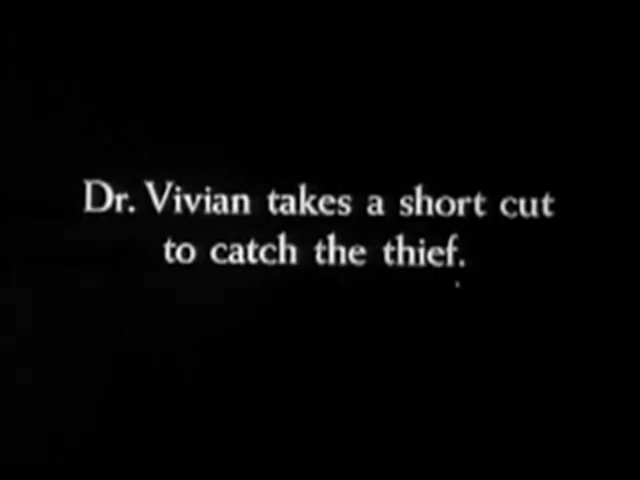 Dr. Vivian takes a short cut
to catch the thief.